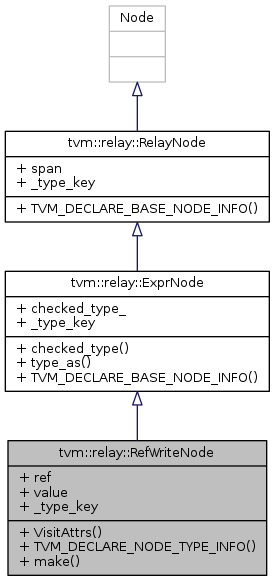 Node
tvm::relay::RelayNode
+ span
+ _type_key
+ TVM_DECLARE_BASE_NODE_INFO()
tvm::relay::ExprNode
+ checked_type_
+ _type_key
+ checked_type()
+ type_as()
+ TVM_DECLARE_BASE_NODE_INFO()
tvm::relay::RefWriteNode
+ ref
+ value
+ _type_key
+ VisitAttrs()
+ TVM_DECLARE_NODE_TYPE_INFO()
+ make()